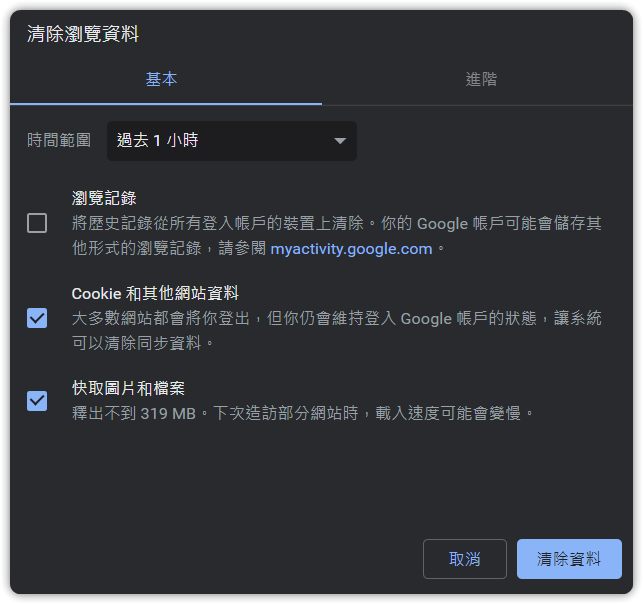 清除瀏覽資料
基本
進階
時間範圍
過去 1 小時
瀏覽記錄
將歷史記錄從所有登入帳戶的裝置上清除。你的 Google 帳戶可能會儲存其
他形式的瀏覽記錄，請參閱 myactivity.google.com。
Cookie 和其他網站資料
大多數網站都會將你登出，但你仍會維持登入 Google 帳戶的狀態，讓系統
可以清除同步資料。
快取圖片和檔案
釋出不到 319 MB。下次造訪部分網站時，載入速度可能會變慢。
取消
清除資料